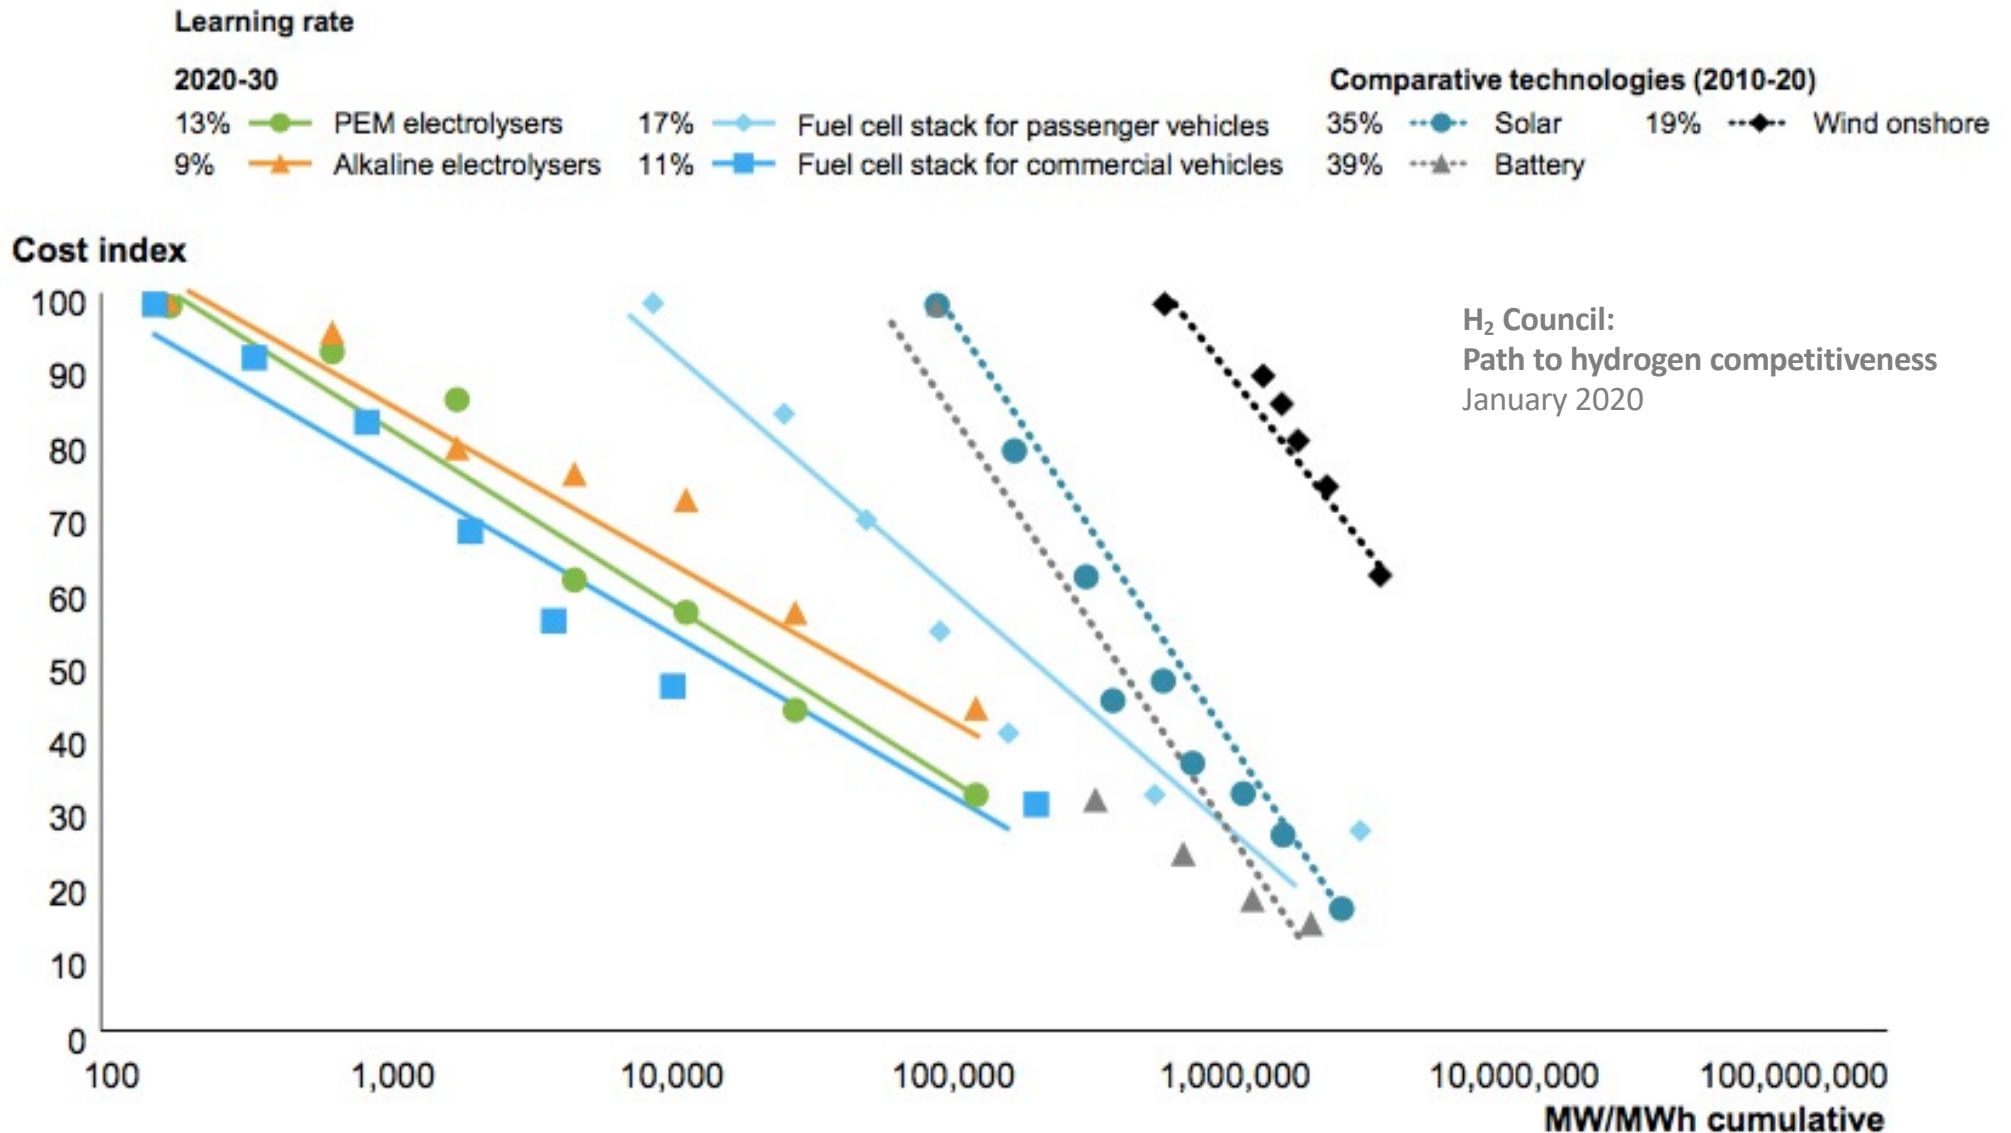 Learning rate
2020-30
Comparative technologies (2010-20)
13% PEM electrolysers 17% Fuel cell stack for passenger vehicles 35% Solar 19% Wind onshore
9% Alkaline electrolysers 11% Fuel cell stack for commercial vehicles 39% Battery
Cost index
100
90
80
70
60
50
40
30
20
10
0
H₂ Council:
Path to hydrogen competitiveness
January 2020
100 1,000 10,000 100,000 1,000,000 10,000,000 100,000,000
MW/MWh cumulative